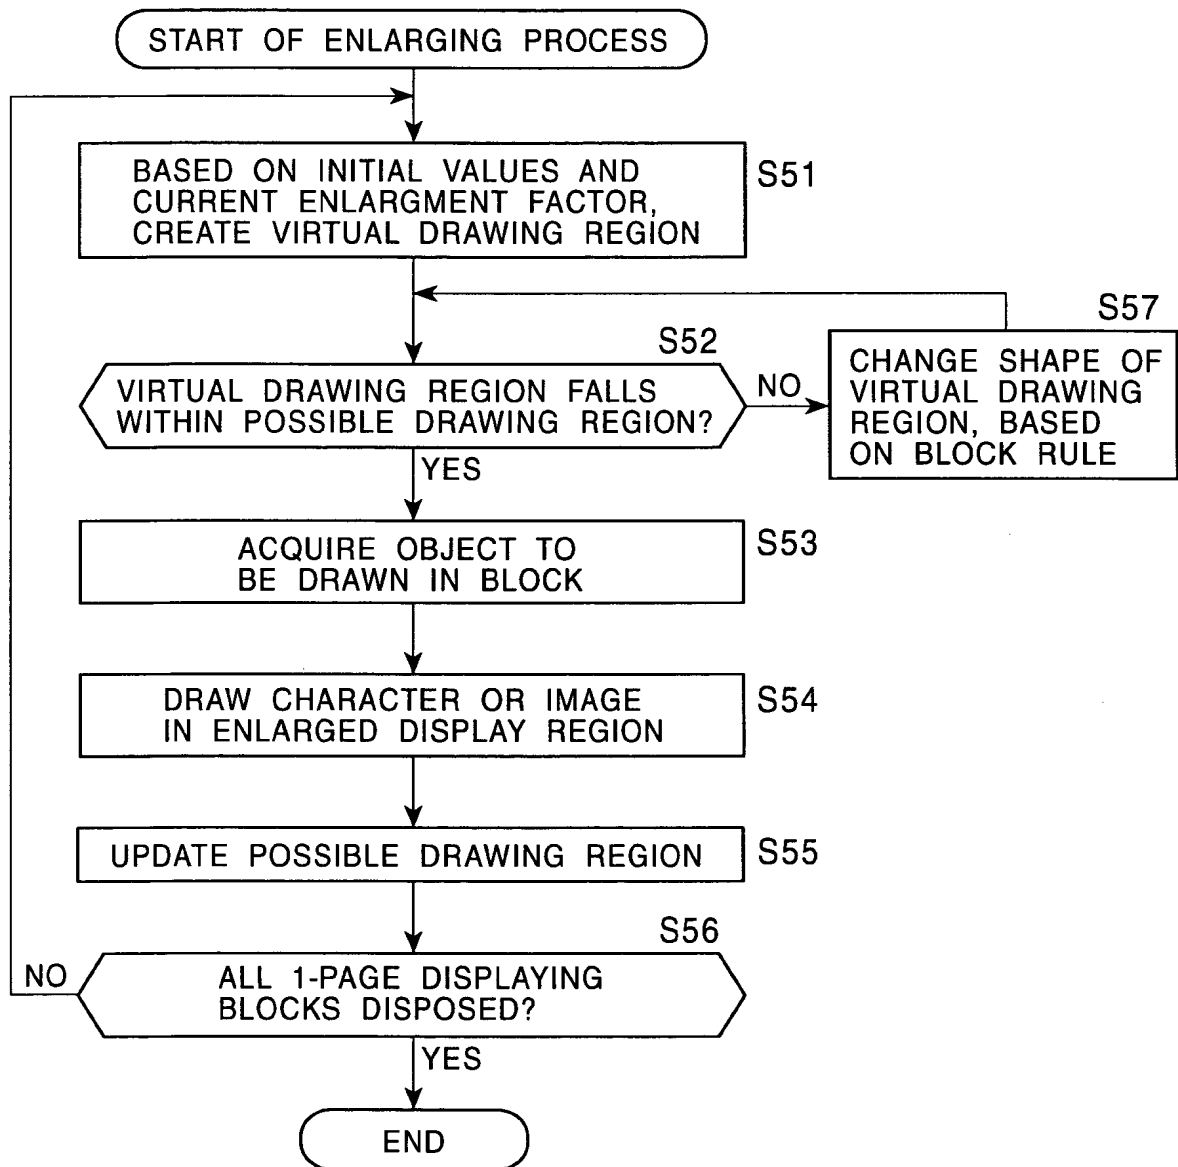 START OF ENLARGING PROCESS
BASED ON INITIAL VALUES AND
CURRENT ENLARGMENT FACTOR,
CREATE VIRTUAL DRAWING REGION
S51
S52
VIRTUAL DRAWING REGION FALLS
WITHIN POSSIBLE DRAWING REGION?
NO
S57
CHANGE SHAPE OF
VIRTUAL DRAWING
REGION, BASED
ON BLOCK RULE
YES
ACQUIRE OBJECT TO
BE DRAWN IN BLOCK
S53
DRAW CHARACTER OR IMAGE
IN ENLARGED DISPLAY REGION
S54
UPDATE POSSIBLE DRAWING REGION
S55
S56
NO
ALL 1-PAGE DISPLAYING
BLOCKS DISPOSED?
YES
END